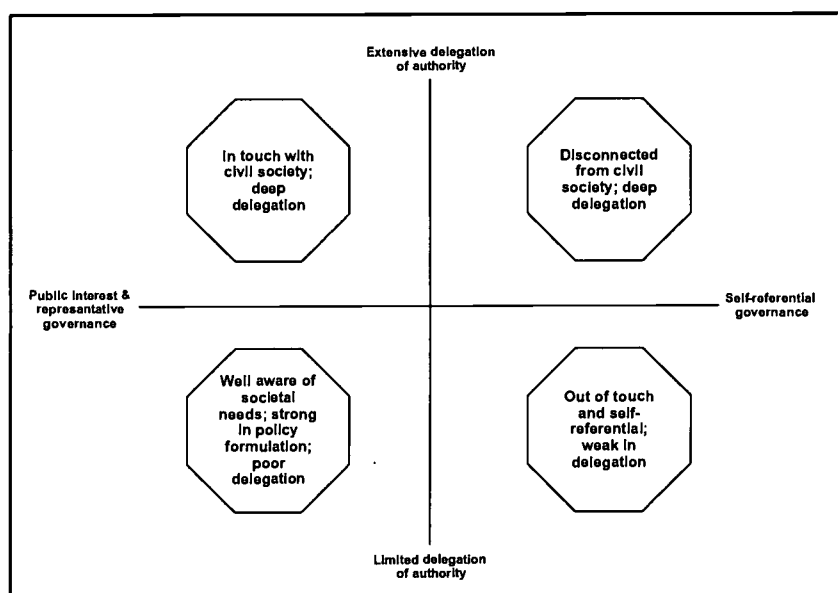 Extensive delegation
of authority
In touch with
civil society;
deep
delegation
Disconnected
from civil
society; deep
delegation
Public interest &
represantative
governance
Self-referential
governance
Well aware of
societal
needs; strong
in policy
formulation;
poor
delegation
Out of touch
and self-
referential;
weak in
delegation
Limited delegation
of authority